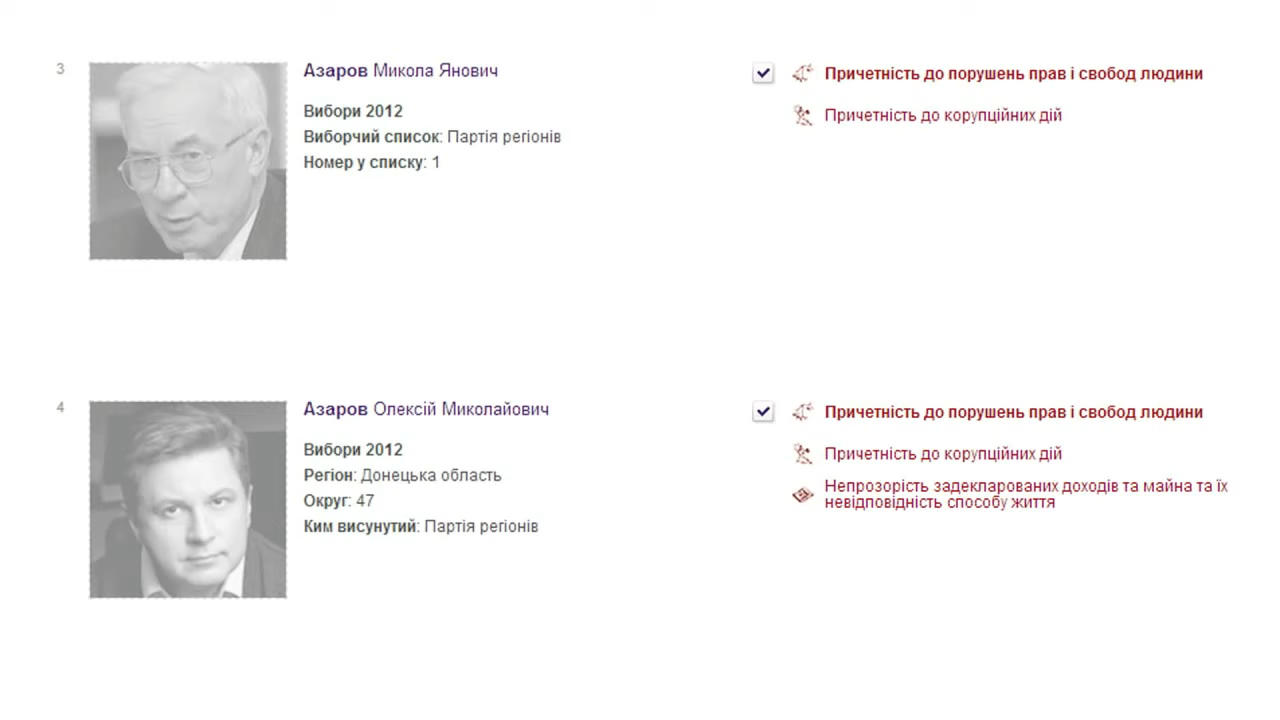 3
Азаров Микола Янович
Вибори 2012
Виборчий список: Партія регіонів
Номер у списку: 1
Причетність до порушень прав і свобод людини
Причетність до корупційних дій
4
Азаров Олексій Миколайович
Вибори 2012
Регіон: Донецька область
Округ: 47
Ким висунутий: Партія регіонів
Причетність до порушень прав і свобод людини
Причетність до корупційних дій
Непрозорість задекларованих доходів та майна та їх
невідповідність способу життя